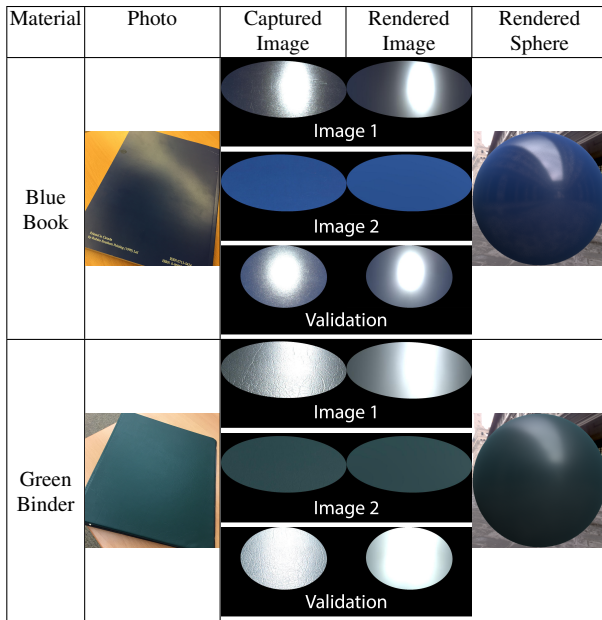 Material
Photo
Captured
Image
Rendered
Image
Rendered
Sphere
Blue
Book
Image 1
Image 2
Validation
Green
Binder
Image 1
Image 2
Validation